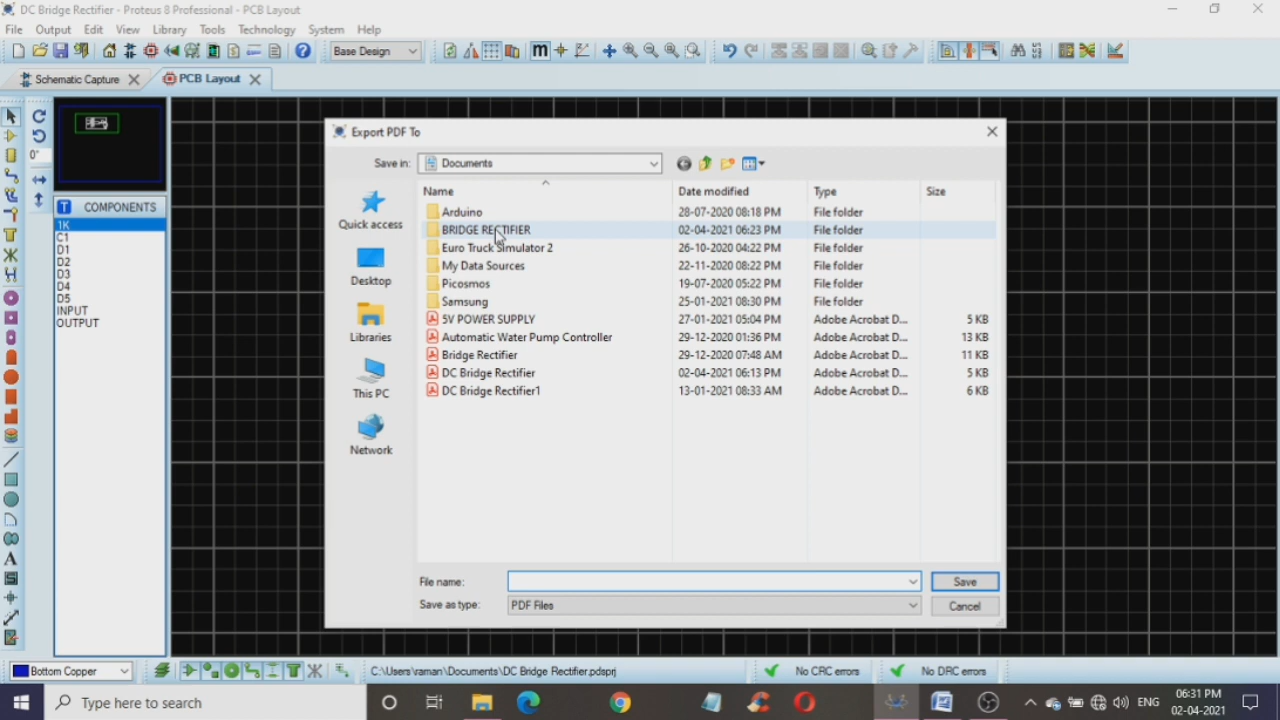 DC Bridge Rectifier - Proteus 8 Professional - PCB Layout
File Output Edit View Library Tools Technology System Help
Base Design
m
Schematic Capture
PCB Layout
Export PDF To
Save in: Documents
0°
T COMPONENTS
1K
C1
D1
D2
D3
D4
D5
INPUT
OUTPUT
Quick access
Desktop
Libraries
This PC
Network
Name Date modified Type Size
Arduino 28-07-2020 08:18 PM File folder
BRIDGE RECTIFIER 02-04-2021 06:23 PM File folder
Euro Truck Simulator 2 26-10-2020 04:22 PM File folder
My Data Sources 22-11-2020 08:22 PM File folder
Picosmos 19-07-2020 05:22 PM File folder
Samsung 25-01-2021 08:30 PM File folder
5V POWER SUPPLY 27-01-2021 05:04 PM Adobe Acrobat D... 5 KB
Automatic Water Pump Controller 29-12-2020 01:36 PM Adobe Acrobat D... 13 KB
Bridge Rectifier 29-12-2020 07:48 AM Adobe Acrobat D... 11 KB
DC Bridge Rectifier 02-04-2021 06:13 PM Adobe Acrobat D... 5 KB
DC Bridge Rectifier1 13-01-2021 08:33 AM Adobe Acrobat D... 6 KB
File name: Save
Save as type: PDF Files Cancel
A
Bottom Copper
C:\Users\raman\Documents\DC Bridge Rectifier.pdsprj
No CRC errors
No DRC errors
Type here to search
ENG
06:31 PM
02-04-2021